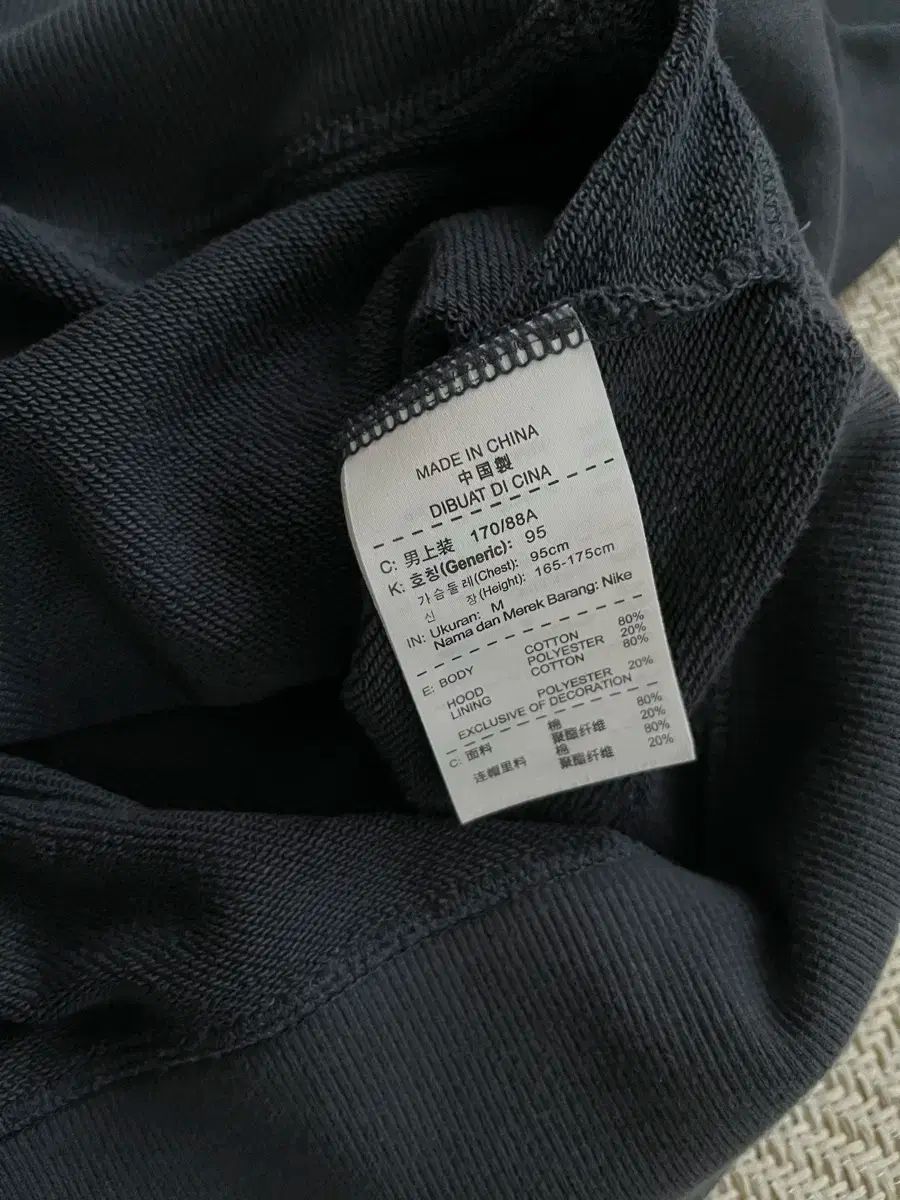 MADE IN CHINA
中国製
DIBUAT DI CINA
C: 男上装 170/88A
K: 호칭(Generic): 95
가슴둘레(Chest): 95cm
신 장(Height): 165-175cm
IN: Ukuran: M
Nama dan Merek Barang: Nike
E: BODY COTTON 80%
POLYESTER 20%
HOOD LINING COTTON 80%
POLYESTER 20%
EXCLUSIVE OF DECORATION
C: 面料 棉 80%
聚酯纤维 20%
连帽里料 棉 80%
聚酯纤维 20%